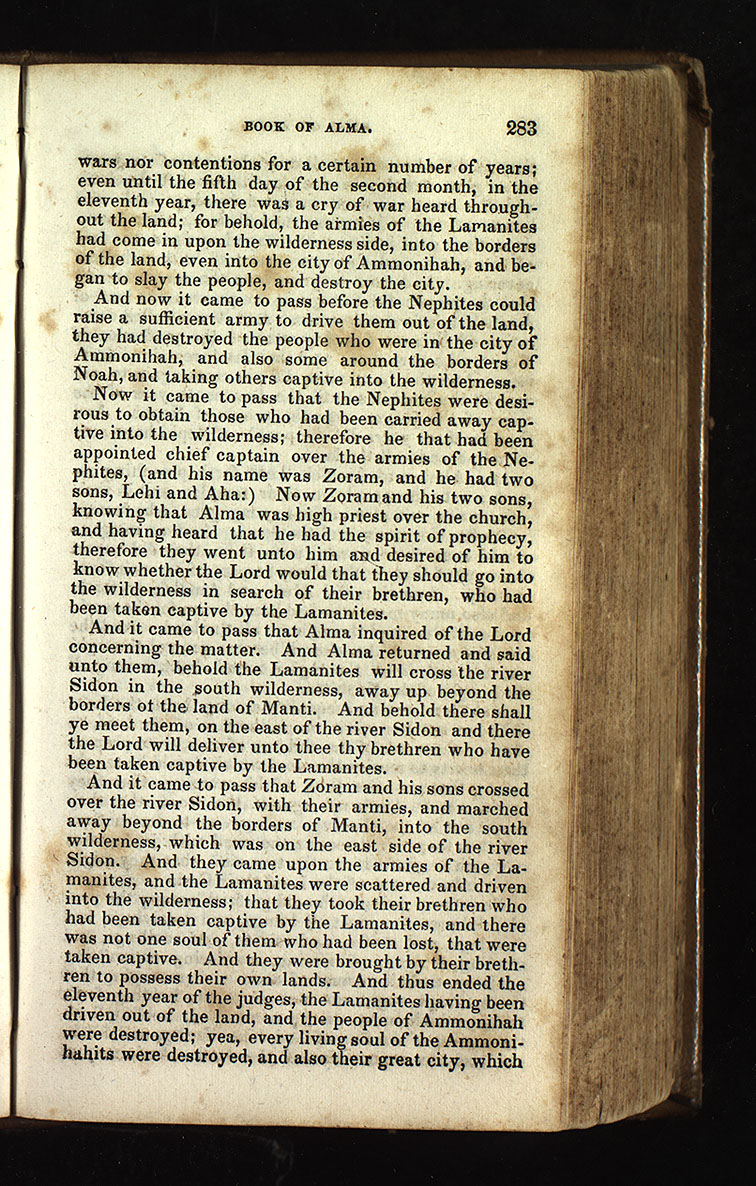 BOOK OF ALMA. 283
wars nor contentions for a certain number of years;
even until the fifth day of the second month, in the
eleventh year, there was a cry of war heard through-
out the land; for behold, the armies of the Lamanites
had come in upon the wilderness side, into the borders
of the land, even into the city of Ammonihah, and be-
gan to slay the people, and destroy the city.
And now it came to pass before the Nephites could
raise a sufficient army to drive them out of the land,
they had destroyed the people who were in the city of
Ammonihah, and also some around the borders of
Noah, and taking others captive into the wilderness.
Now it came to pass that the Nephites were desi-
rous to obtain those who had been carried away cap-
tive into the wilderness; therefore he that had been
appointed chief captain over the armies of the Ne-
phites, (and his name was Zoram, and he had two
sons, Lehi and Aha:) Now Zoram and his two sons,
knowing that Alma was high priest over the church,
and having heard that he had the spirit of prophecy,
therefore they went unto him and desired of him to
know whether the Lord would that they should go into
the wilderness in search of their brethren, who had
been taken captive by the Lamanites.
And it came to pass that Alma inquired of the Lord
concerning the matter. And Alma returned and said
unto them, behold the Lamanites will cross the river
Sidon in the south wilderness, away up beyond the
borders of the land of Manti. And behold there shall
ye meet them, on the east of the river Sidon and there
the Lord will deliver unto thee thy brethren who have
been taken captive by the Lamanites.
And it came to pass that Zoram and his sons crossed
over the river Sidon, with their armies, and marched
away beyond the borders of Manti, into the south
wilderness, which was on the east side of the river
Sidon. And they came upon the armies of the La-
manites, and the Lamanites were scattered and driven
into the wilderness; that they took their brethren who
had been taken captive by the Lamanites, and there
was not one soul of them who had been lost, that were
taken captive. And they were brought by their breth-
ren to possess their own lands. And thus ended the
eleventh year of the judges, the Lamanites having been
driven out of the land, and the people of Ammonihah
were destroyed; yea, every living soul of the Ammoni-
hahits were destroyed, and also their great city, which